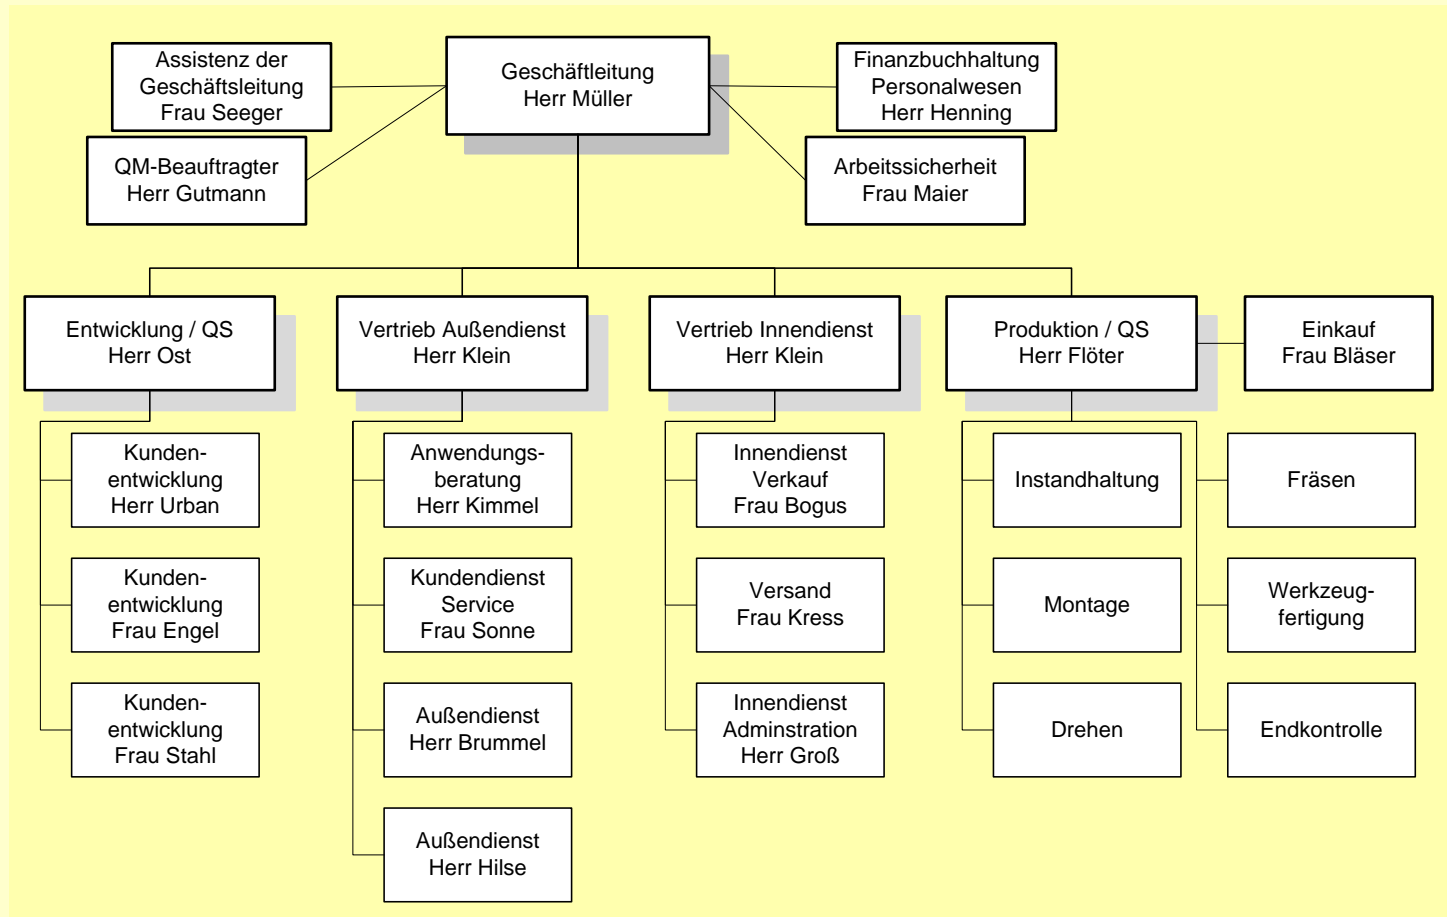 Assistenz der
Geschäftsleitung
Frau Seeger
Geschäftleitung
Herr Müller
Finanzbuchhaltung
Personalwesen
Herr Henning
QM-Beauftragter
Herr Gutmann
Arbeitssicherheit
Frau Maier
Entwicklung / QS
Herr Ost
Vertrieb Außendienst
Herr Klein
Vertrieb Innendienst
Herr Klein
Produktion / QS
Herr Flöter
Einkauf
Frau Bläser
Kunden-
entwicklung
Herr Urban
Anwendungs-
beratung
Herr Kimmel
Innendienst
Verkauf
Frau Bogus
Instandhaltung
Fräsen
Kunden-
entwicklung
Frau Engel
Kundendienst
Service
Frau Sonne
Versand
Frau Kress
Montage
Werkzeug-
fertigung
Kunden-
entwicklung
Frau Stahl
Außendienst
Herr Brummel
Innendienst
Adminstration
Herr Groß
Drehen
Endkontrolle
Außendienst
Herr Hilse